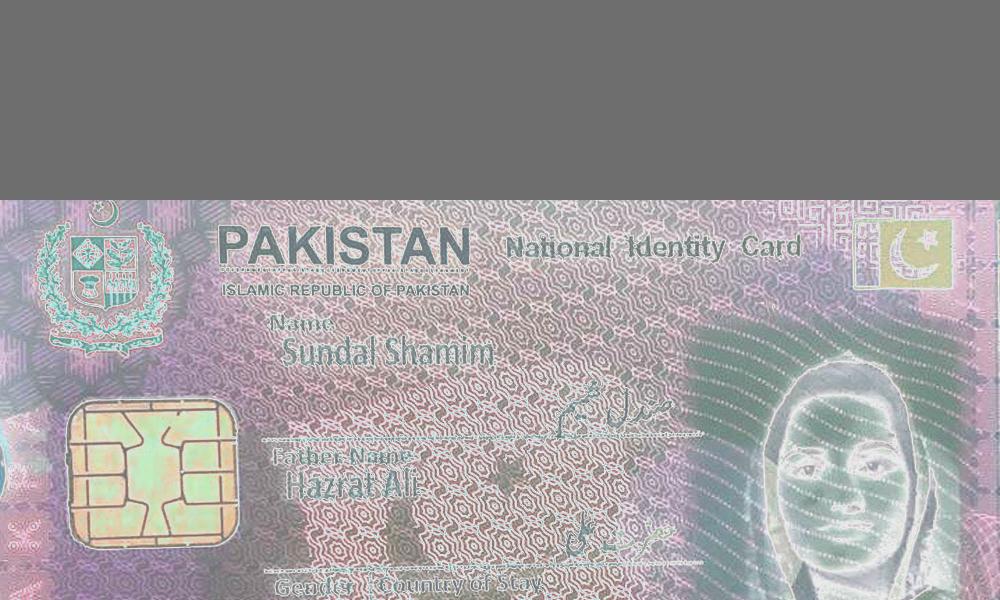 PAKISTAN National Identity Card
ISLAMIC REPUBLIC OF PAKISTAN
Name
Sundal Shamim
صندل شمیم
Father Name
Hazrat Ali
حضرت علی
Gender Country of Stay